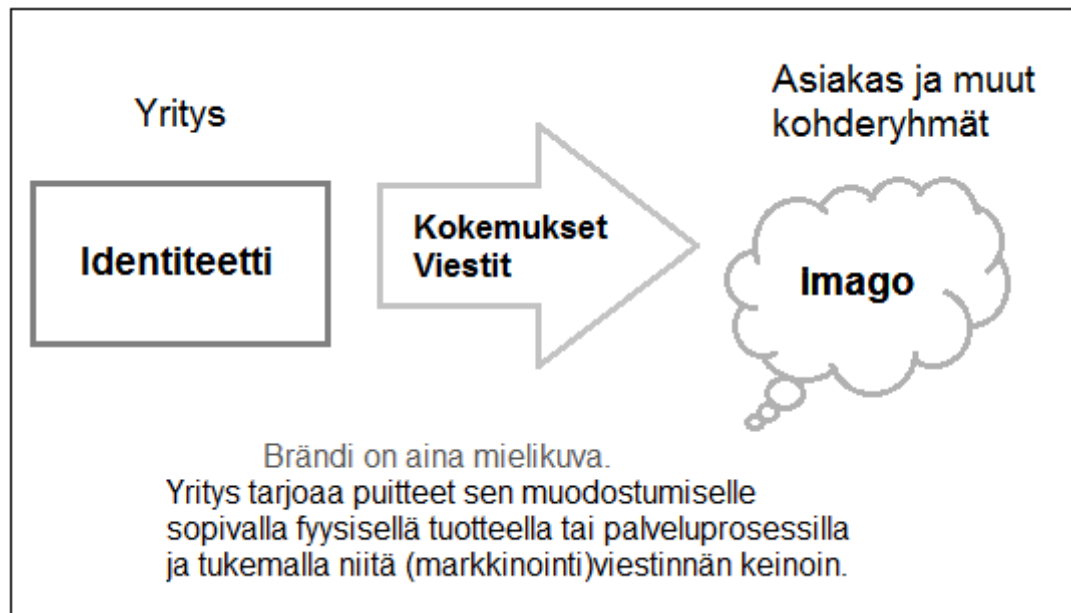 Yritys
Asiakas ja muut
kohderyhmät
Identiteetti
Kokemukset
Viestit
Imago
Brändi on aina mielikuva.
Yritys tarjoaa puitteet sen muodostumiselle
sopivalla fyysisellä tuotteella tai palveluprosessilla
ja tukemalla niitä (markkinointi)viestinnän keinoin.